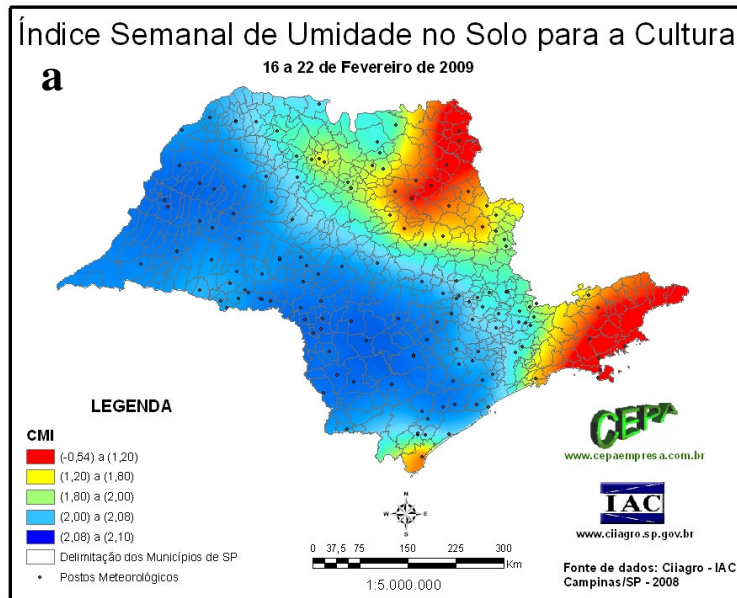 Índice Semanal de Umidade no Solo para a Cultura
16 a 22 de Fevereiro de 2009
a
LEGENDA
CMI
(-0,54) a (1,20)
(1,20) a (1,80)
(1,80) a (2,00)
(2,00) a (2,08)
(2,08) a (2,10)
Delimitação dos Municípios de SP
Postos Meteorológicos
N
W
E
S
0 37,5 75 150 225 300
Km
1:5.000.000
CEPA
www.cepaempresa.com.br
IAC
www.ciiagro.sp.gov.br
Fonte de dados: Ciiagro - IAC
Campinas/SP - 2008